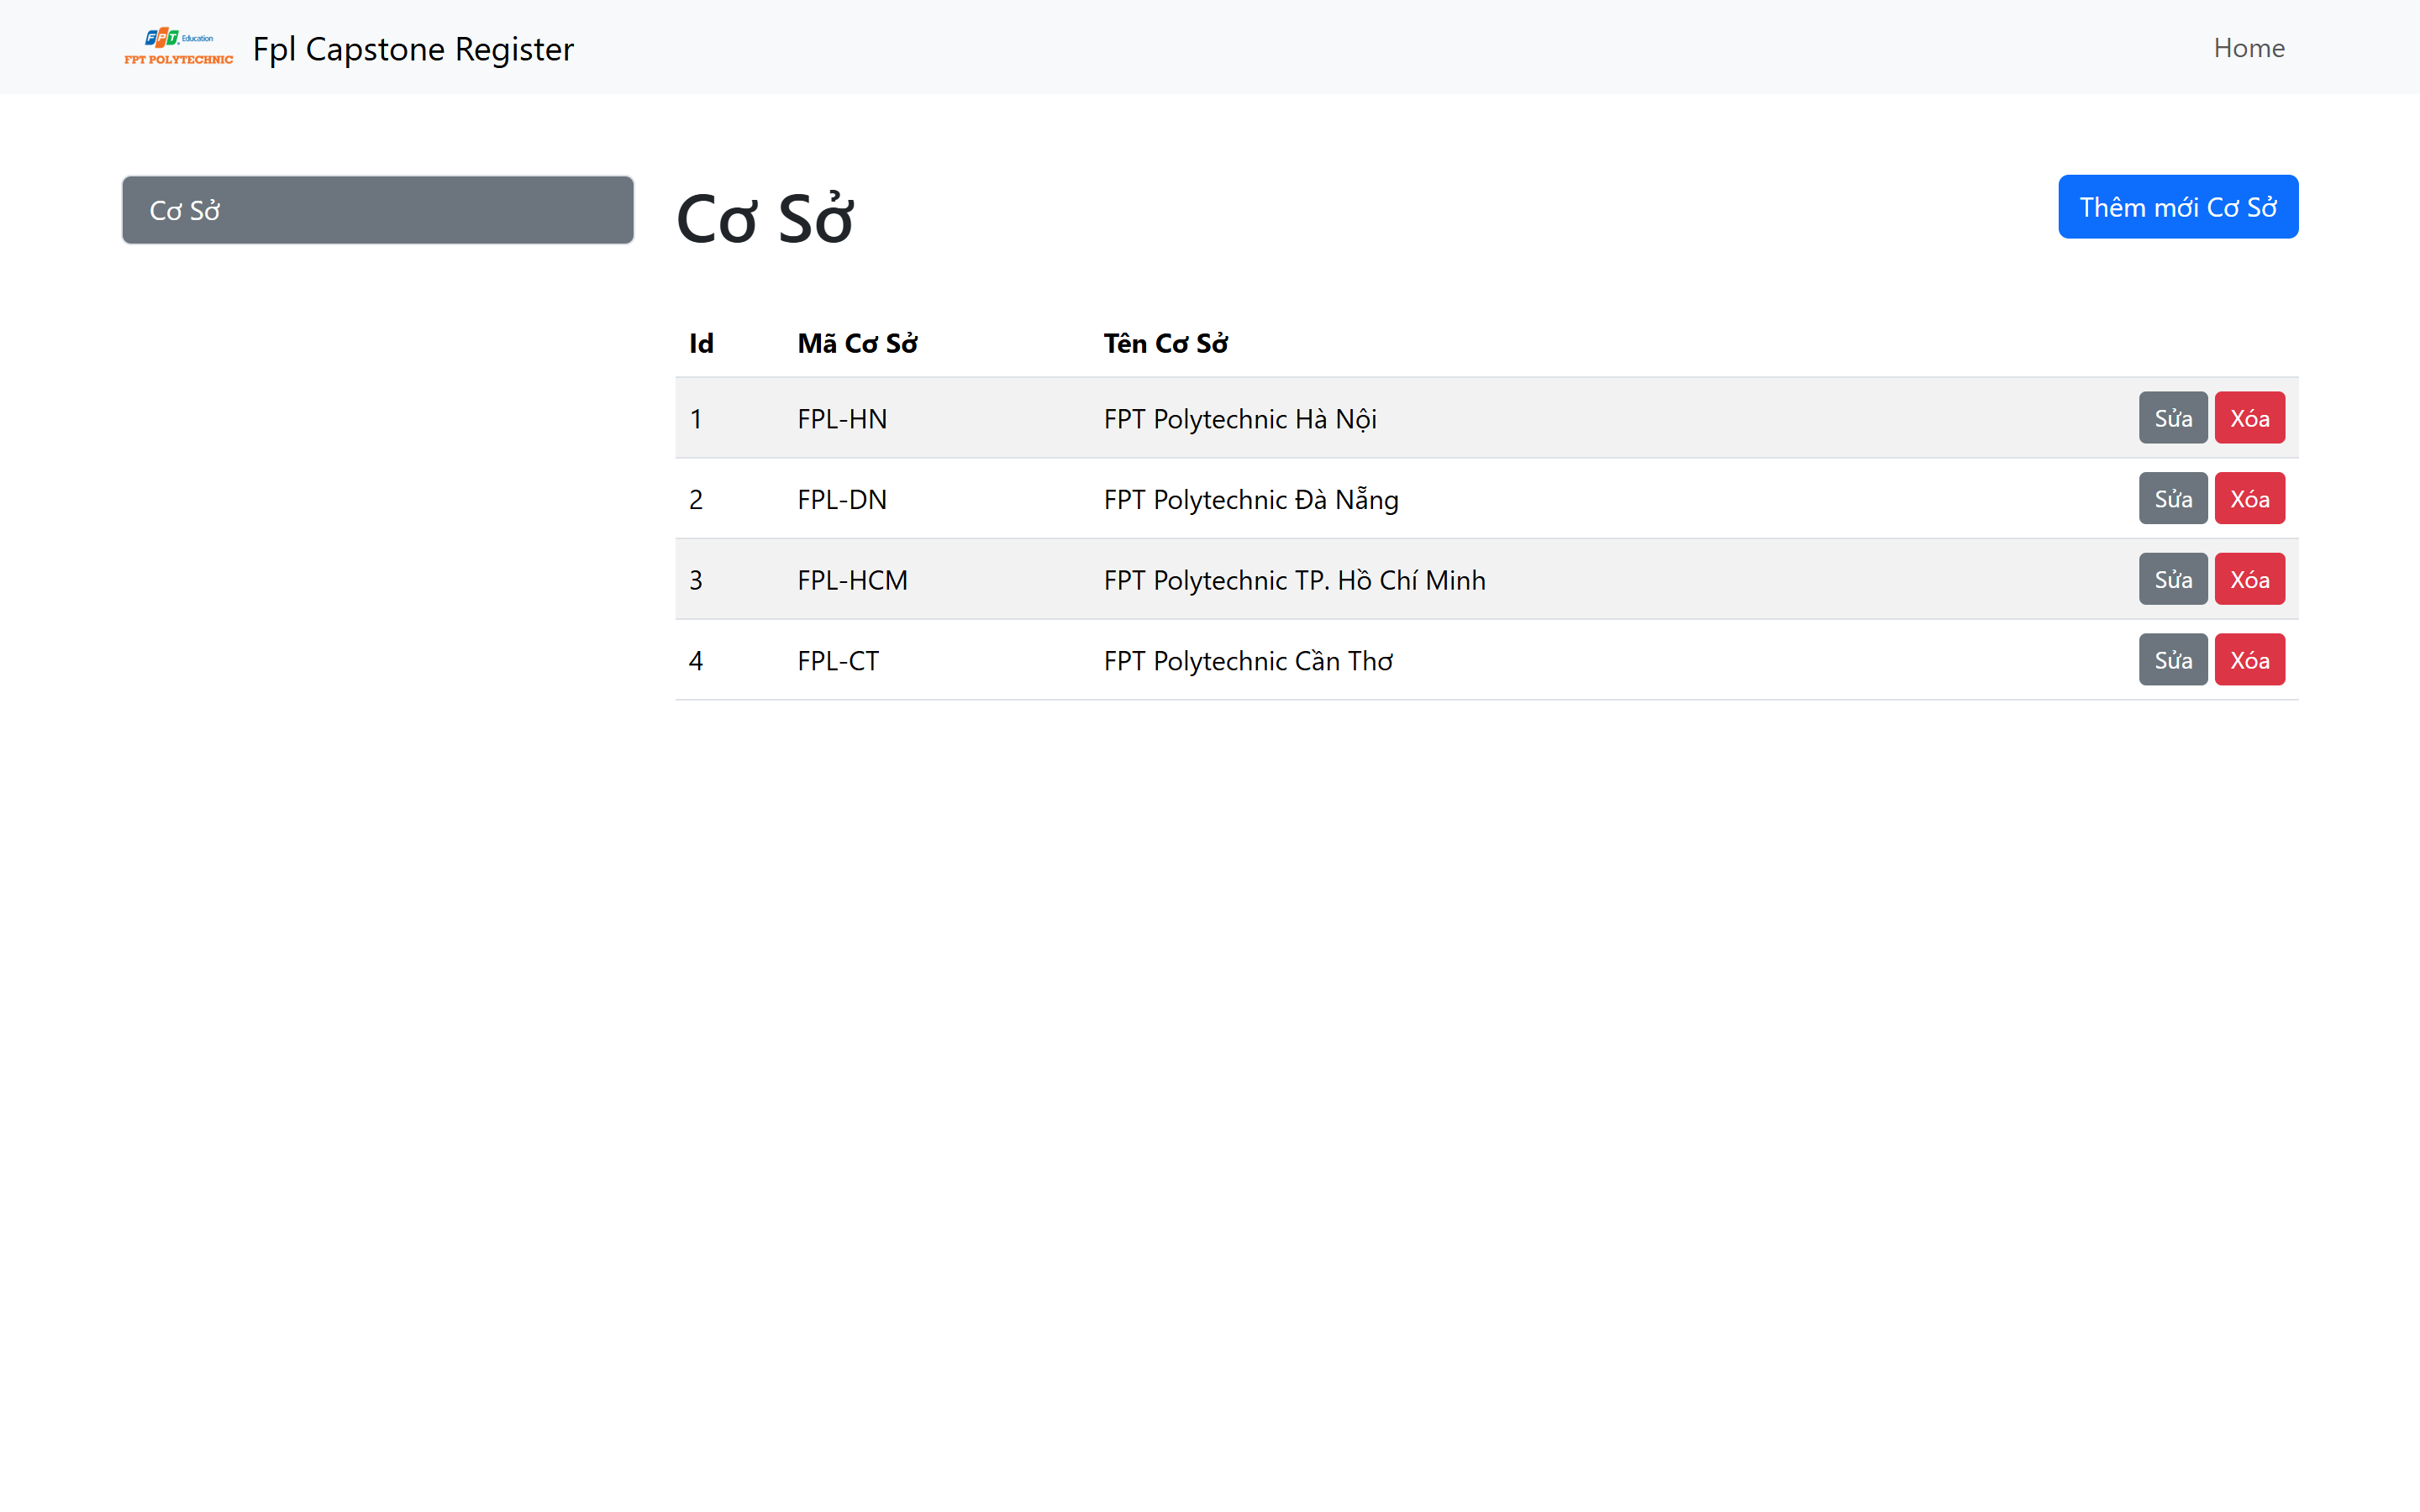 FPT Education
FPT POLYTECHNIC
Fpl Capstone Register
Home
Cơ Sở
Cơ Sở
Thêm mới Cơ Sở
Id Mã Cơ Sở Tên Cơ Sở
1 FPL-HN FPT Polytechnic Hà Nội Sửa Xóa
2 FPL-DN FPT Polytechnic Đà Nẵng Sửa Xóa
3 FPL-HCM FPT Polytechnic TP. Hồ Chí Minh Sửa Xóa
4 FPL-CT FPT Polytechnic Cần Thơ Sửa Xóa